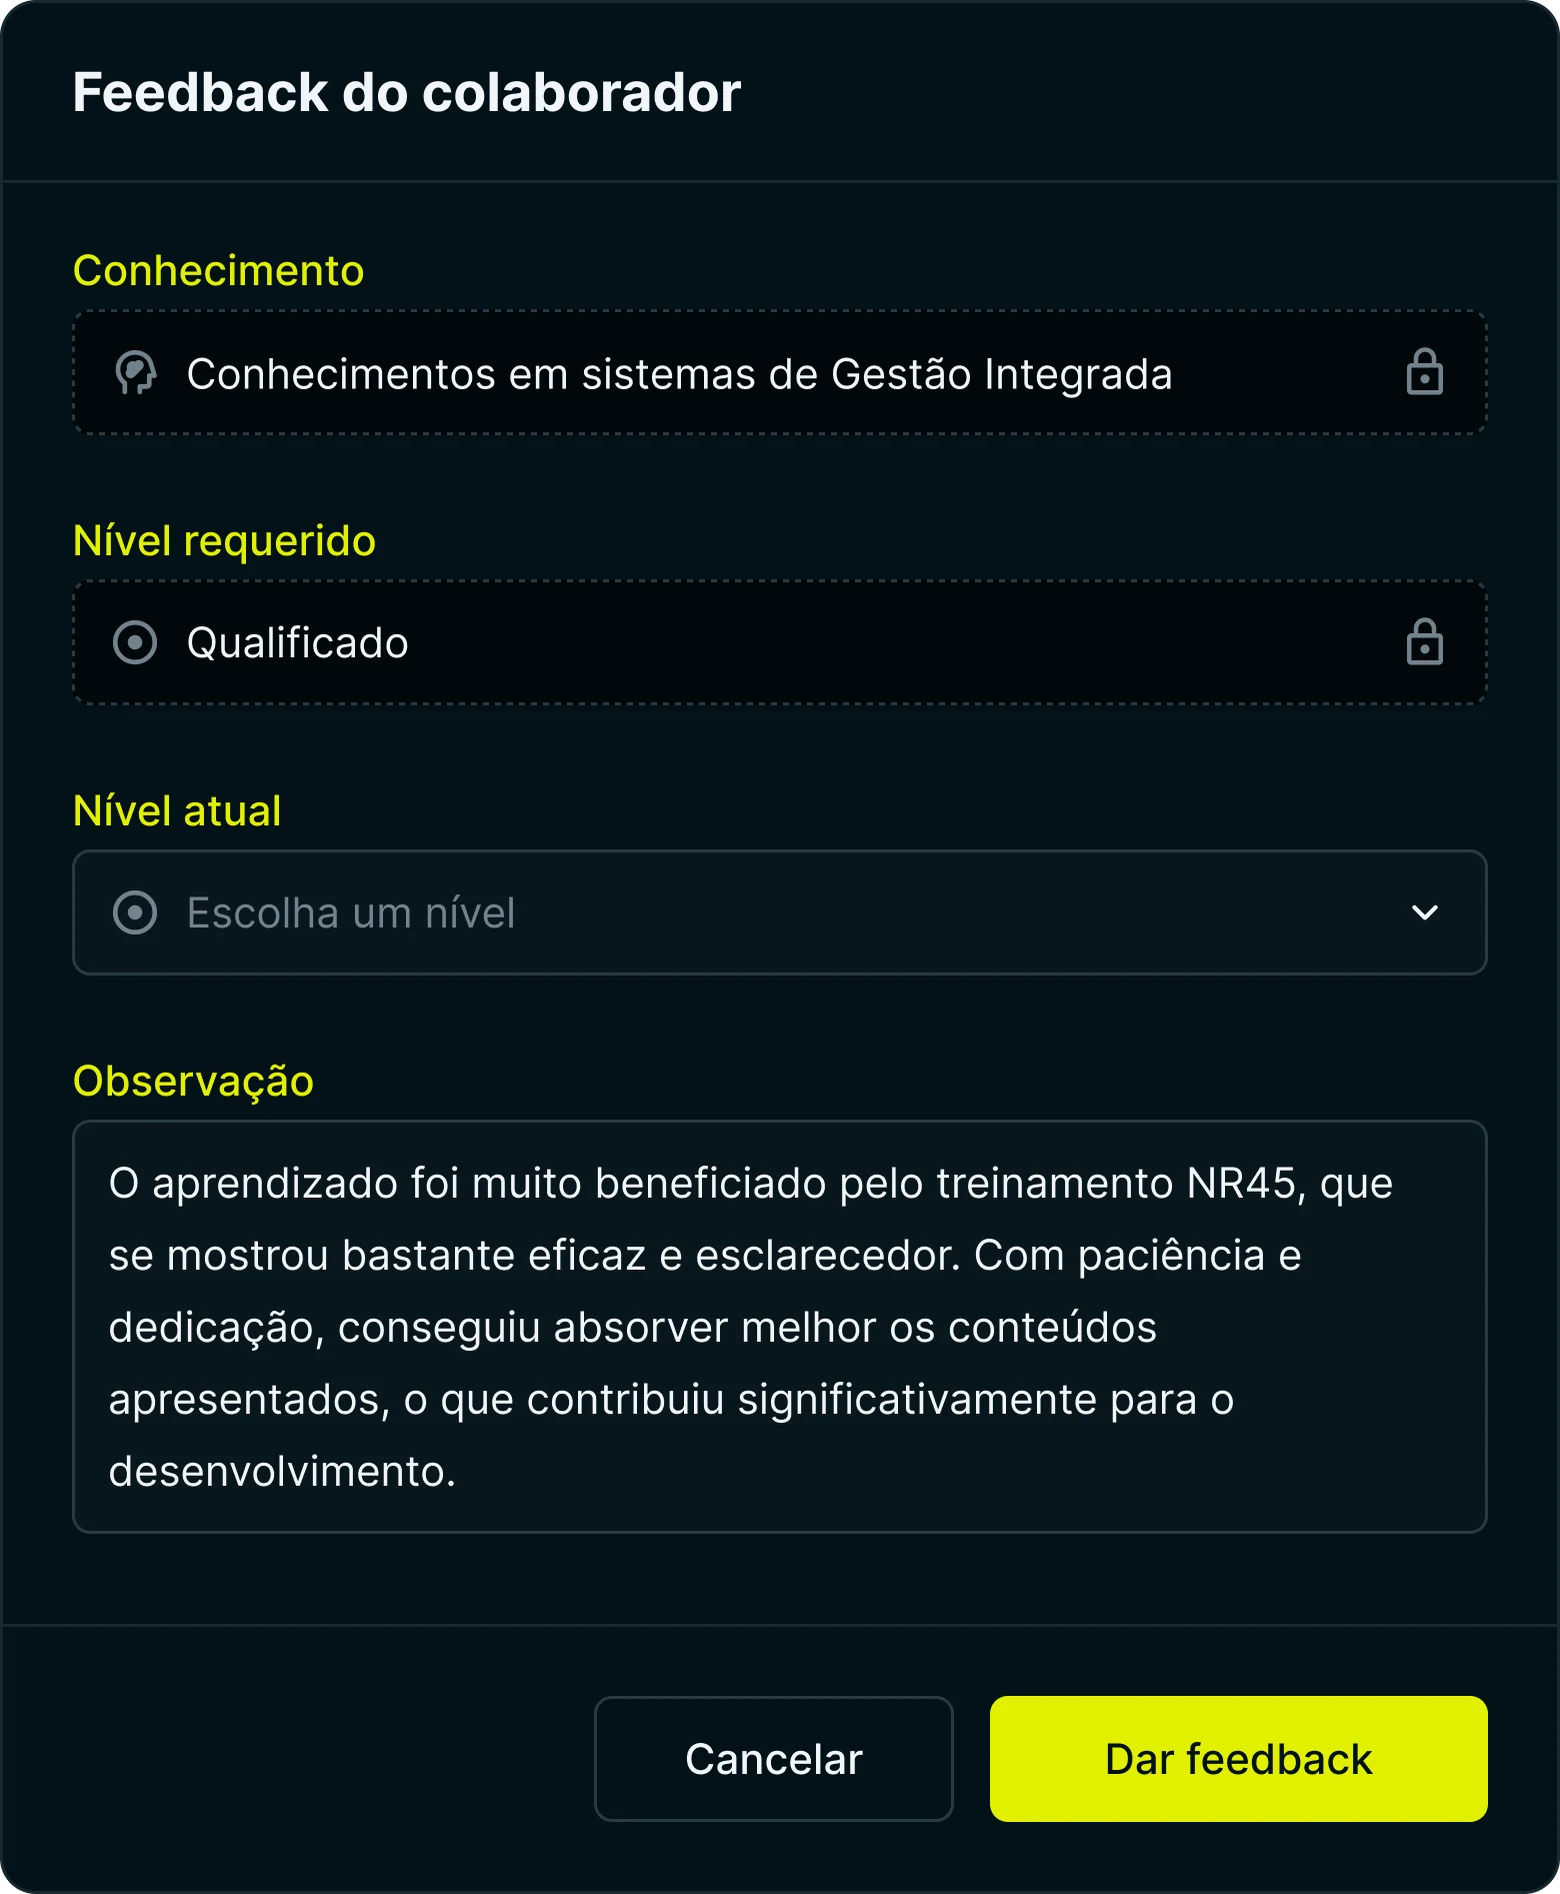 Feedback do colaborador
Conhecimento
Conhecimentos em sistemas de Gestão Integrada
Nível requerido
Qualificado
Nível atual
Escolha um nível
Observação
O aprendizado foi muito beneficiado pelo treinamento NR45, que
se mostrou bastante eficaz e esclarecedor. Com paciência e
dedicação, conseguiu absorver melhor os conteúdos
apresentados, o que contribuiu significativamente para o
desenvolvimento.
Cancelar
Dar feedback